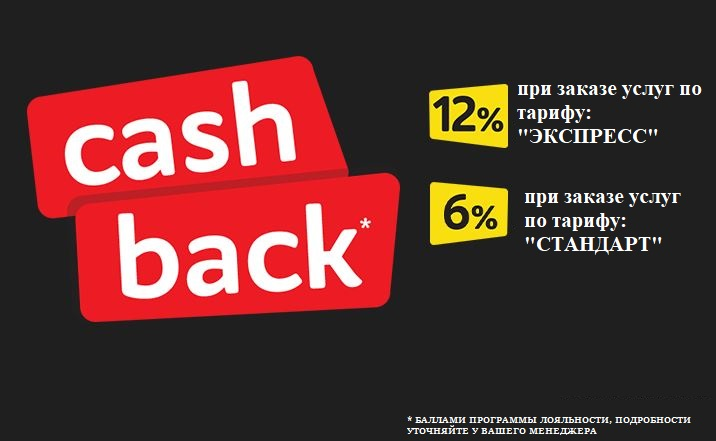 cash
back*
12% при заказе услуг по
тарифу:
"ЭКСПРЕСС"
6% при заказе услуг
по тарифу:
"СТАНДАРТ"
* БАЛЛАМИ ПРОГРАММЫ ЛОЯЛЬНОСТИ, ПОДРОБНОСТИ
УТОЧНЯЙТЕ У ВАШЕГО МЕНЕДЖЕРА